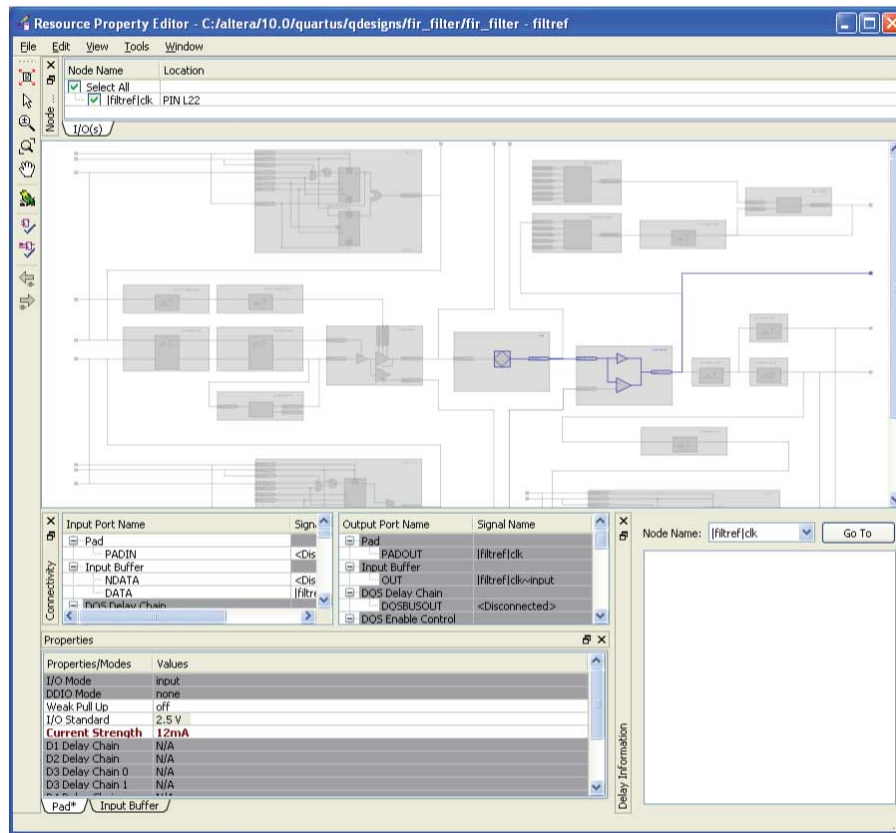 Resource Property Editor - C:/altera/10.0/quartus/qdesigns/fir_filter/fir_filter - filtref
File Edit View Tools Window
Node Name Location
Select All
|filtref|clk PIN L22
Node ...
I/O(s)
Connectivity
Input Port Name Sign
Pad
PADIN <Dis
Input Buffer
NDATA <Dis
DATA |filtre
DQS Delay Chain
Output Port Name Signal Name
Pad
PADOUT |filtref|clk
Input Buffer
OUT |filtref|clk~input
DQS Delay Chain
DQSBUSOUT <Disconnected>
DQS Enable Control
Node Name: |filtref|clk Go To
Delay Information
Properties
Properties/Modes Values
I/O Mode input
DDIO Mode none
Weak Pull Up off
I/O Standard 2.5 V
Current Strength 12mA
D1 Delay Chain N/A
D2 Delay Chain N/A
D3 Delay Chain 0 N/A
D3 Delay Chain 1 N/A
Pad* Input Buffer